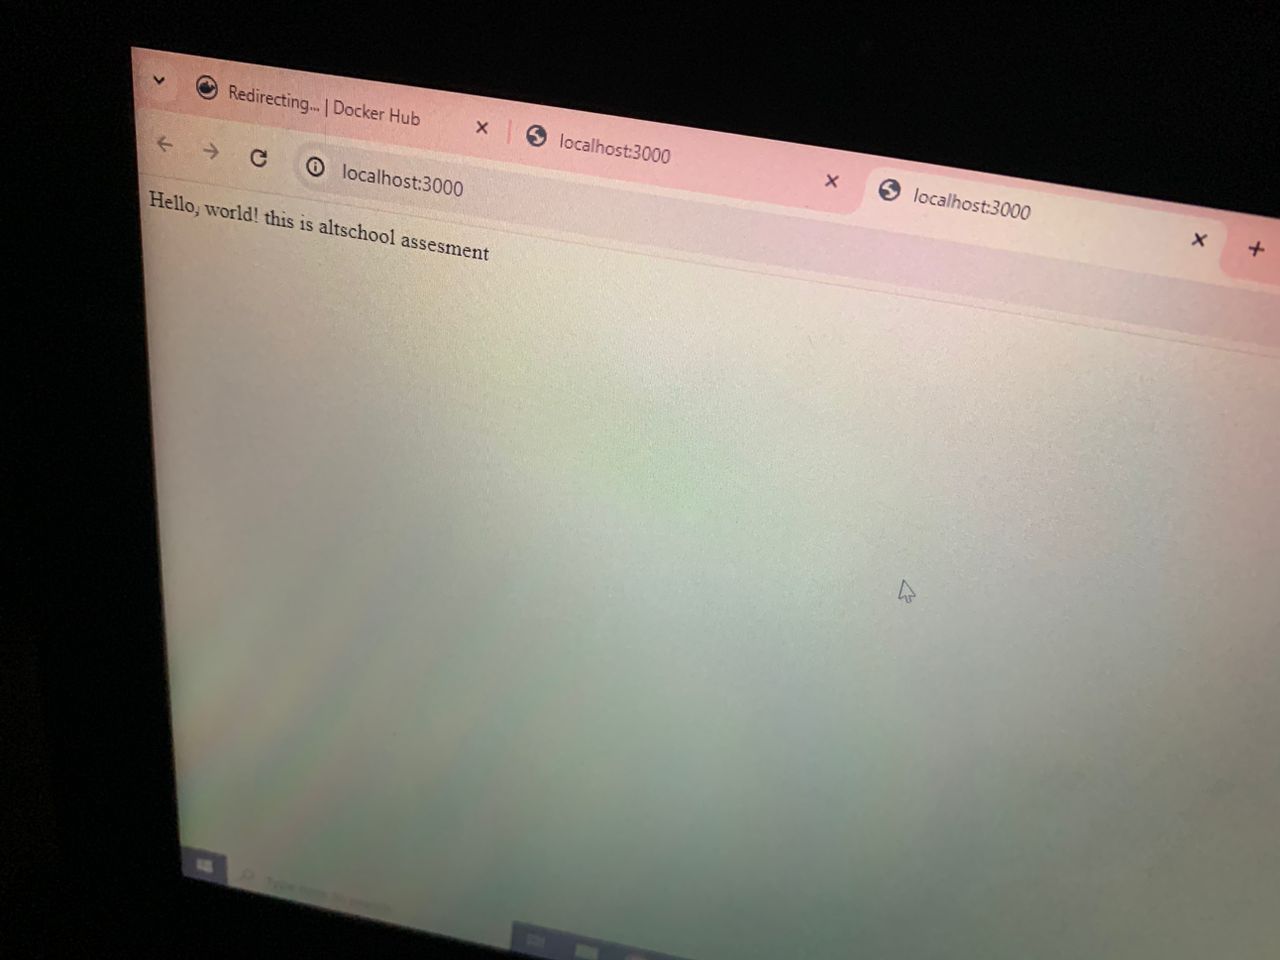 Redirecting... | Docker Hub
localhost:3000
localhost:3000
localhost:3000
Hello, world! this is altschool assesment